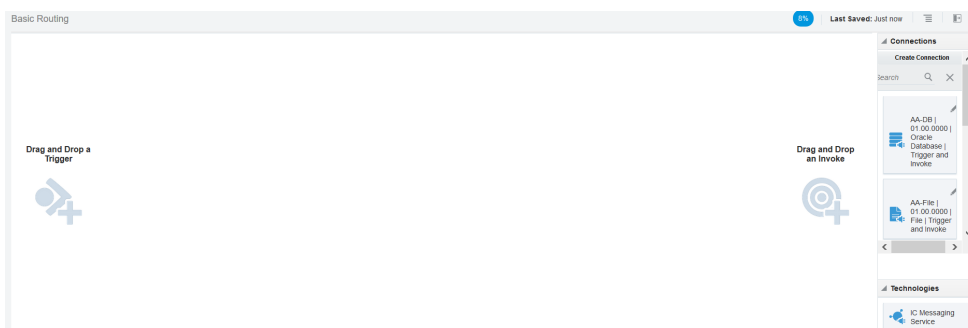 Basic Routing
8%
Last Saved: Just now
Connections
Create Connection
Search
Drag and Drop a
Trigger
Drag and Drop
an Invoke
AA-DB |
01.00.0000 |
Oracle
Database |
Trigger and
Invoke
AA-File |
01.00.0000 |
File | Trigger
and Invoke
Technologies
IC Messaging
Service